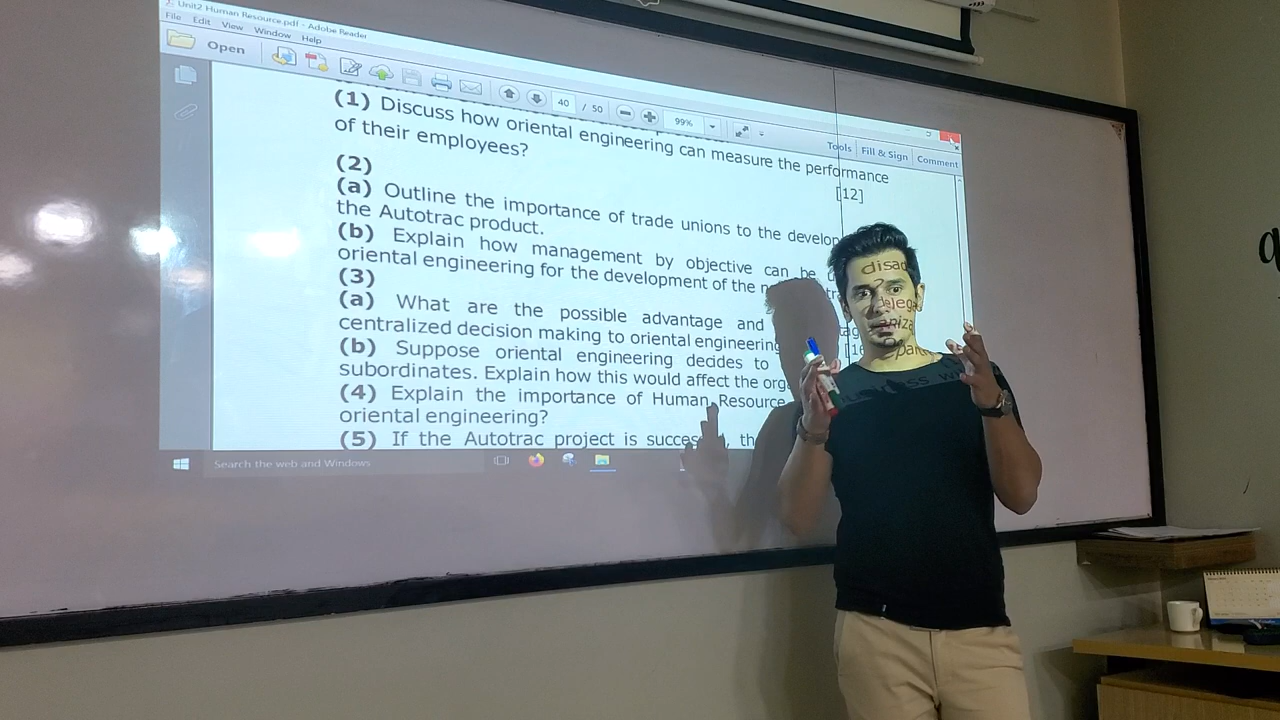 Unit2 Human Resource.pdf - Adobe Reader
File Edit View Window Help
Open 40 / 50 99% Tools Fill & Sign Comment
(1) Discuss how oriental engineering can measure the performance
of their employees?
[12]
(2)
(a) Outline the importance of trade unions to the develop
the Autotrac product.
(b) Explain how management by objective can be
oriental engineering for the development of the
(3)
(a) What are the possible advantage and disad
centralized decision making to oriental engineering
(b) Suppose oriental engineering decides to delega
subordinates. Explain how this would affect the
(4) Explain the importance of Human Resource
oriental engineering?
(5) If the Autotrac project is th
Search the web and Windows